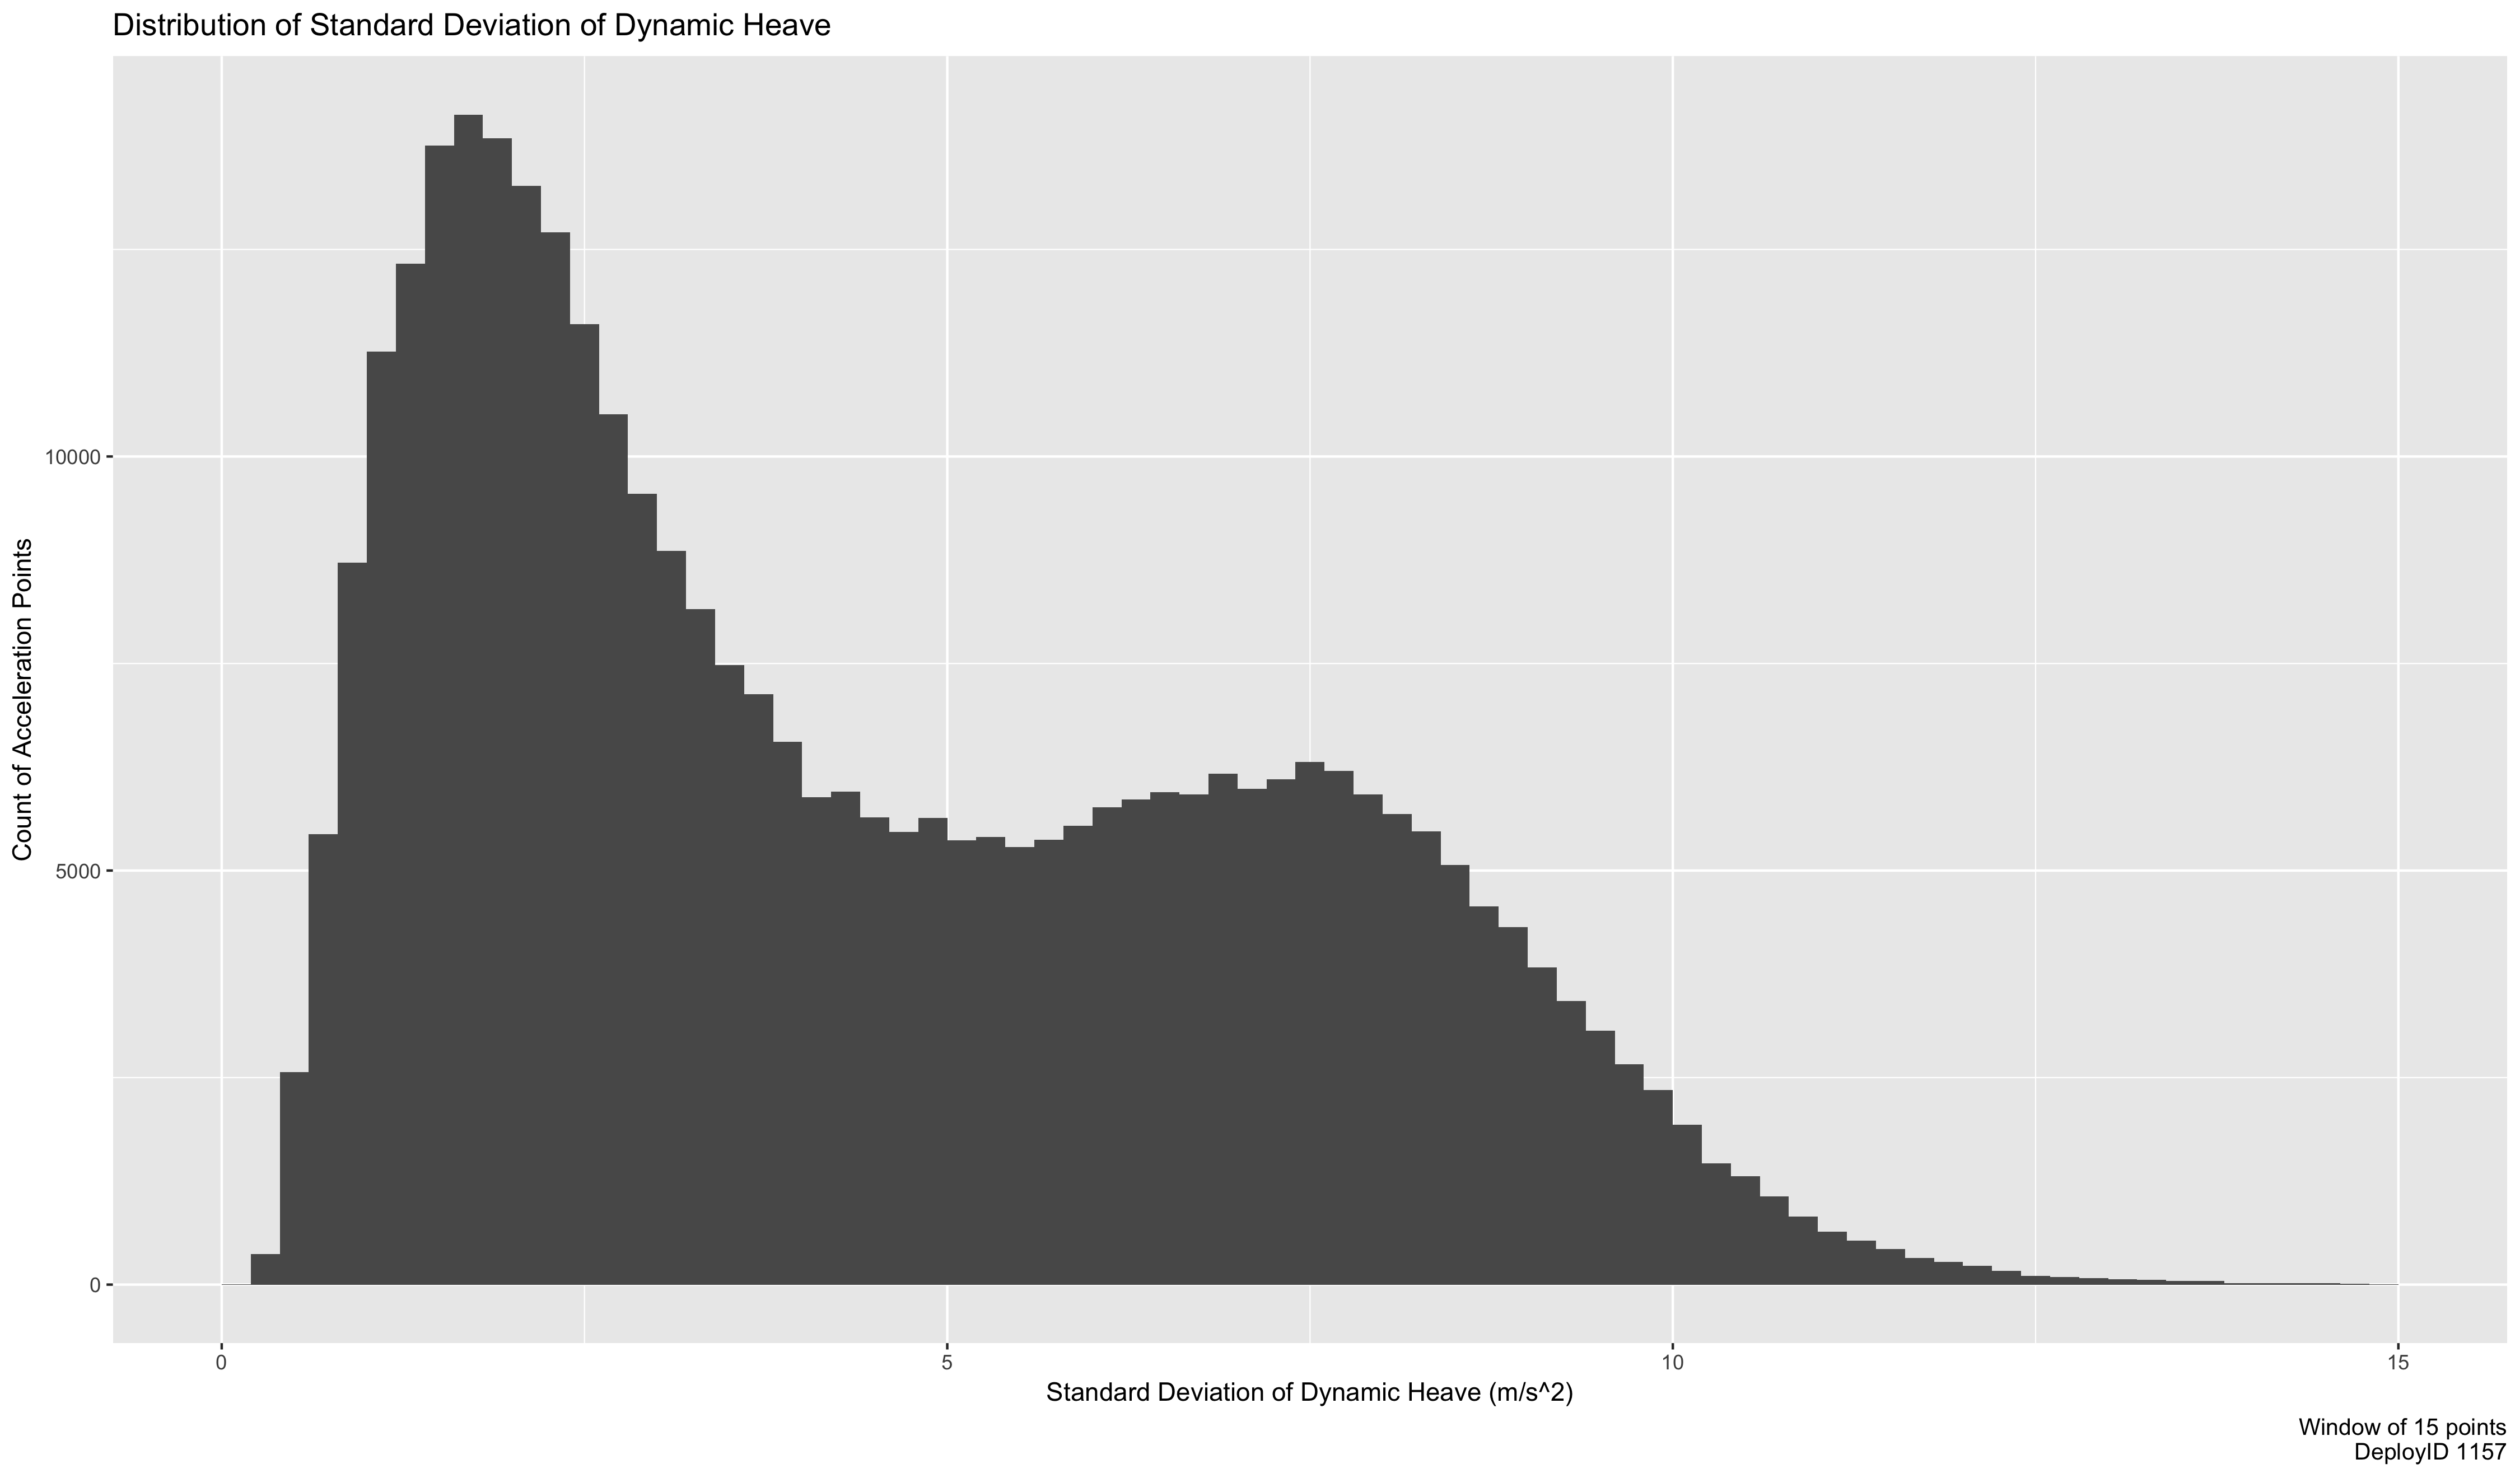 Distribution of Standard Deviation of Dynamic Heave
Count of Acceleration Points
10000
5000
0
0
5
10
15
Standard Deviation of Dynamic Heave (m/s^2)
Window of 15 points
DeployID 1157